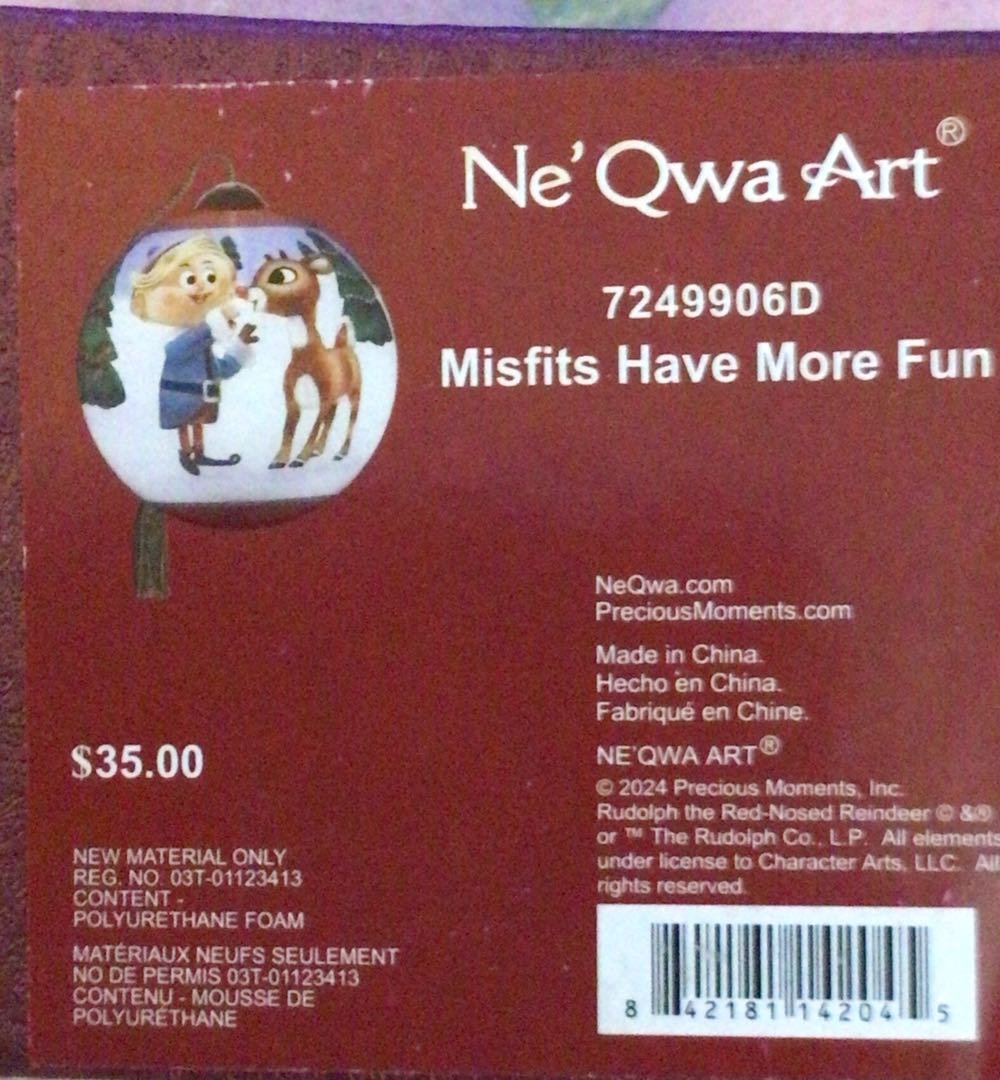 Ne'Qwa Art®
7249906D
Misfits Have More Fun
NeQwa.com
PreciousMoments.com
Made in China.
Hecho en China.
Fabriqué en Chine.
$35.00
NE'QWA ART®
© 2024 Precious Moments, Inc.
Rudolph the Red-Nosed Reindeer © &®
or ™ The Rudolph Co., L.P. All elements
under license to Character Arts, LLC. All
rights reserved.
NEW MATERIAL ONLY
REG. NO. 03T-01123413
CONTENT -
POLYURETHANE FOAM
MATÉRIAUX NEUFS SEULEMENT
NO DE PERMIS 03T-01123413
CONTENU - MOUSSE DE
POLYURÉTHANE
8 42181 14204 5